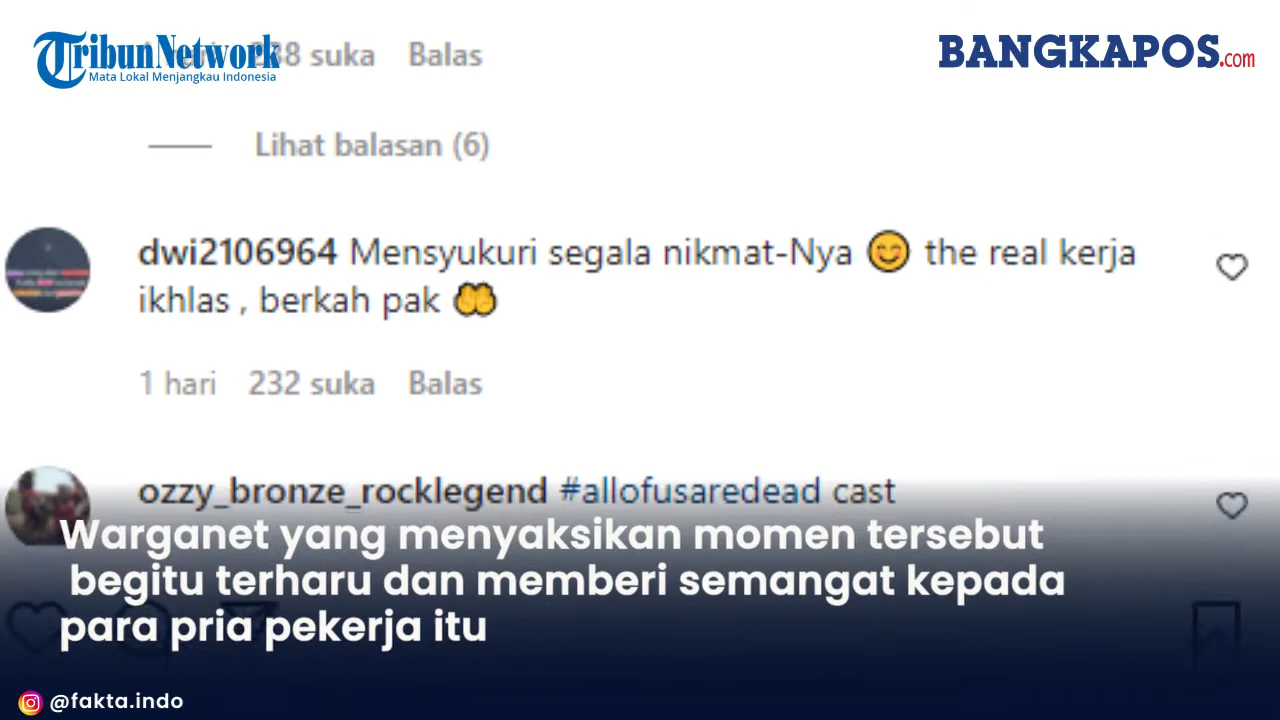 TribunNetwork
Mata Lokal Menjangkau Indonesia
BANGKAPOS.com
suka Balas
Lihat balasan (6)
dwi2106964 Mensyukuri segala nikmat-Nya 😊 the real kerja
ikhlas , berkah pak 🤲
1 hari 232 suka Balas
ozzy_bronze_rocklegend #allofusaredead cast
Warganet yang menyaksikan momen tersebut
begitu terharu dan memberi semangat kepada
para pria pekerja itu
@fakta.indo